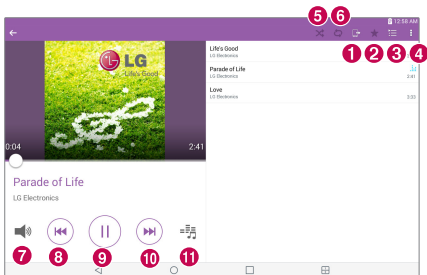 12:58 AM
5 6
1 2 3 4
LG
Life's Good
0:04
2:41
Parade of Life
LG Electronics
7 8 9 10 11
Life's Good
LG Electronics
Parade of Life
LG Electronics
2:41
Love
LG Electronics
3:03